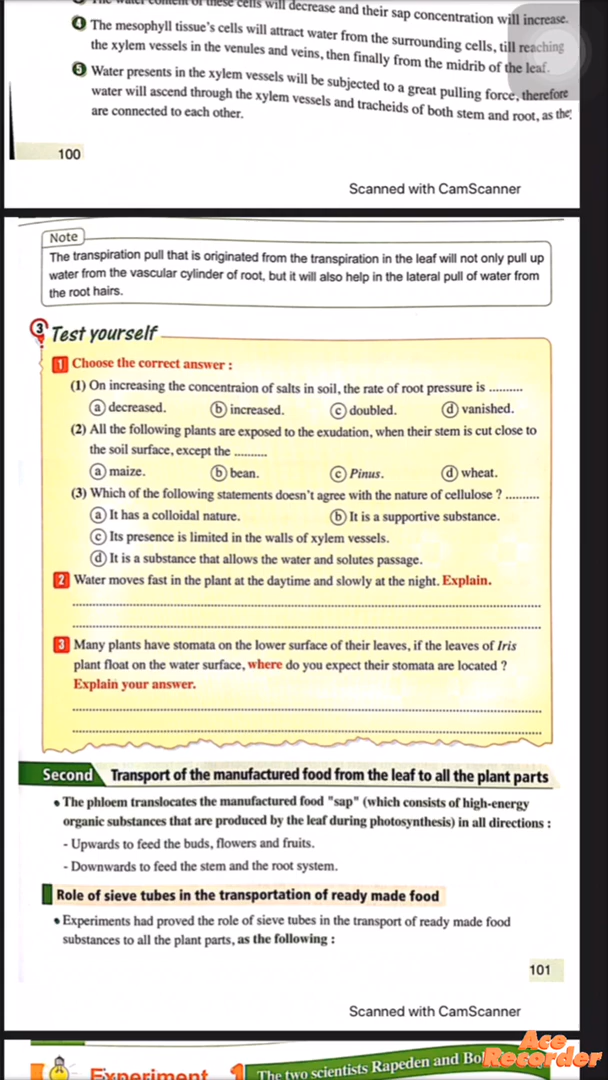 The water content of these cells will decrease and their sap concentration will increase.
4 The mesophyll tissue's cells will attract water from the surrounding cells, till reaching
the xylem vessels in the venules and veins, then finally from the midrib of the leaf.
5 Water presents in the xylem vessels will be subjected to a great pulling force, therefore
water will ascend through the xylem vessels and tracheids of both stem and root, as the
are connected to each other.
100
Scanned with CamScanner
Note
The transpiration pull that is originated from the transpiration in the leaf will not only pull up
water from the vascular cylinder of root, but it will also help in the lateral pull of water from
the root hairs.
3 Test yourself
1 Choose the correct answer :
(1) On increasing the concentraion of salts in soil, the rate of root pressure is ..........
a decreased. b increased. c doubled. d vanished.
(2) All the following plants are exposed to the exudation, when their stem is cut close to
the soil surface, except the ..........
a maize. b bean. c Pinus. d wheat.
(3) Which of the following statements doesn't agree with the nature of cellulose ? ..........
a It has a colloidal nature. b It is a supportive substance.
c Its presence is limited in the walls of xylem vessels.
d It is a substance that allows the water and solutes passage.
2 Water moves fast in the plant at the daytime and slowly at the night. Explain.
3 Many plants have stomata on the lower surface of their leaves, if the leaves of Iris
plant float on the water surface, where do you expect their stomata are located ?
Explain your answer.
Second Transport of the manufactured food from the leaf to all the plant parts
• The phloem translocates the manufactured food "sap" (which consists of high-energy
organic substances that are produced by the leaf during photosynthesis) in all directions :
- Upwards to feed the buds, flowers and fruits.
- Downwards to feed the stem and the root system.
Role of sieve tubes in the transportation of ready made food
• Experiments had proved the role of sieve tubes in the transport of ready made food
substances to all the plant parts, as the following :
101
Scanned with CamScanner
Experiment 1 The two scientists Rapeden and Bo
Ace
Recorder